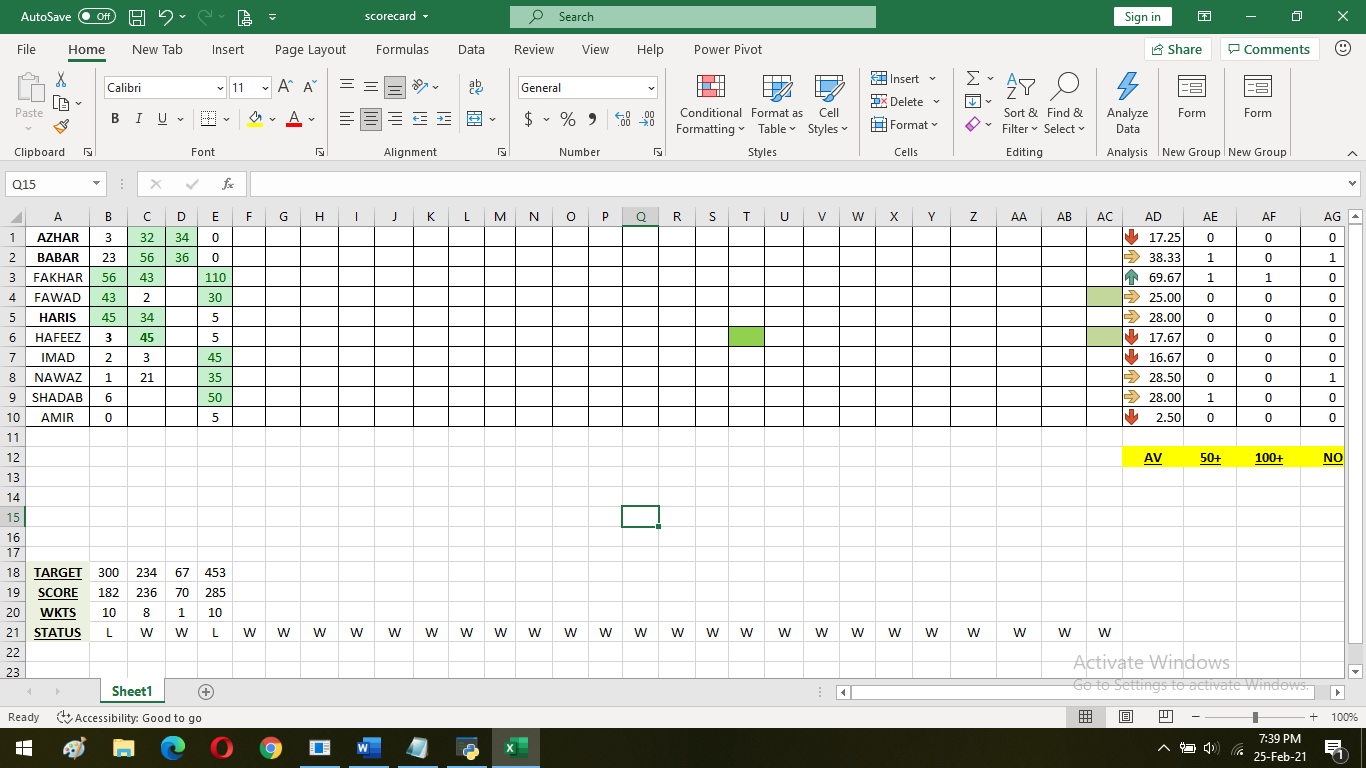 AutoSave Off scorecard Search Sign in
File Home New Tab Insert Page Layout Formulas Data Review View Help Power Pivot Share Comments
Calibri 11 General Insert
Paste B I U $ % Conditional Formatting Format as Table Cell Styles Delete Sort & Filter Find & Select Analyze Data Form Form
Format
Clipboard Font Alignment Number Styles Cells Editing Analysis New Group New Group
Q15 fx
A B C D E F G H I J K L M N O P Q R S T U V W X Y Z AA AB AC AD AE AF AG
1 AZHAR 3 32 34 0 17.25 0 0 0
2 BABAR 23 56 36 0 38.33 1 0 1
3 FAKHAR 56 43 110 69.67 1 1 0
4 FAWAD 43 2 30 25.00 0 0 0
5 HARIS 45 34 5 28.00 0 0 0
6 HAFEEZ 3 45 5 17.67 0 0 0
7 IMAD 2 3 45 16.67 0 0 0
8 NAWAZ 1 21 35 28.50 0 0 1
9 SHADAB 6 50 28.00 1 0 0
10 AMIR 0 5 2.50 0 0 0
11
12 AV 50+ 100+ NO
13
14
15
16
17
18 TARGET 300 234 67 453
19 SCORE 182 236 70 285
20 WKTS 10 8 1 10
21 STATUS L W W L W W W W W W W W W W W W W W W W W W W W W W W W
22
23
Activate Windows
Go to Settings to activate Windows.
Sheet1
Ready Accessibility: Good to go 100%
7:39 PM
25-Feb-21 1